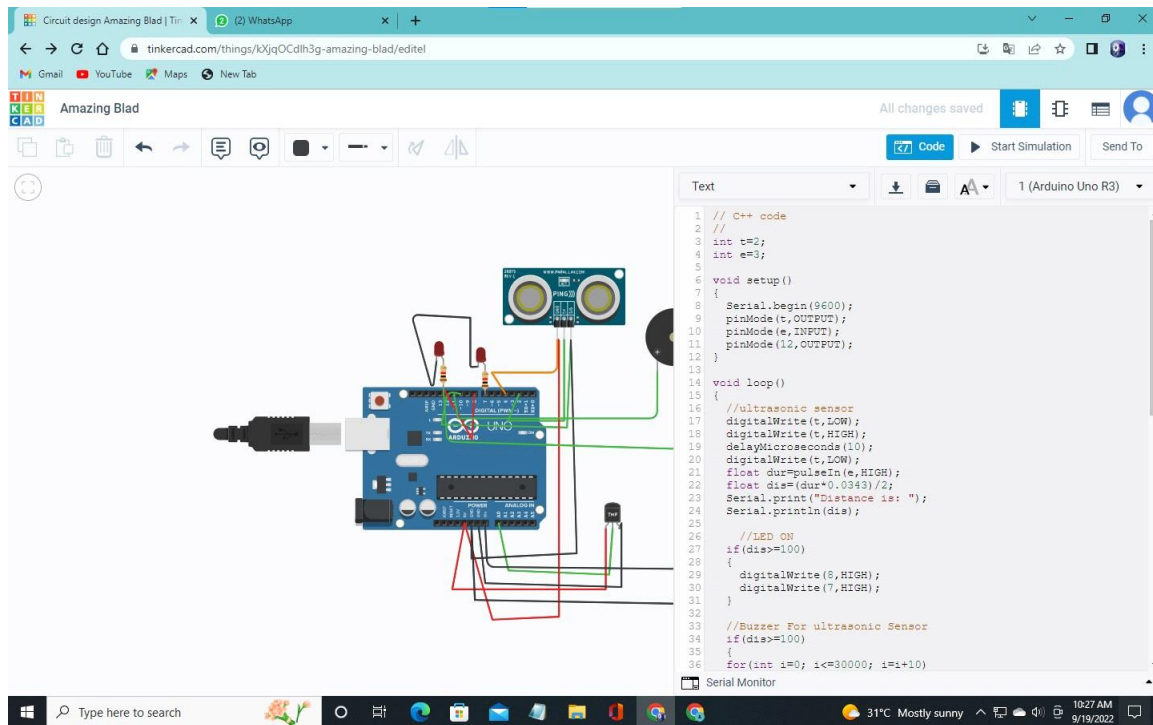 Circuit design Amazing Blad | Tin
(2) WhatsApp
tinkercad.com/things/kXjqOCdlh3g-amazing-blad/editel
Gmail
YouTube
Maps
New Tab
TIN
KER
CAD
Amazing Blad
All changes saved
Code
Start Simulation
Send To
Text
1 (Arduino Uno R3)
1 // C++ code
2 //
3 int t=2;
4 int e=3;
5
6 void setup()
7 {
8 Serial.begin(9600);
9 pinMode(t,OUTPUT);
10 pinMode(e,INPUT);
11 pinMode(12,OUTPUT);
12 }
13
14 void loop()
15 {
16 //ultrasonic sensor
17 digitalWrite(t,LOW);
18 digitalWrite(t,HIGH);
19 delayMicroseconds(10);
20 digitalWrite(t,LOW);
21 float dur=pulseIn(e,HIGH);
22 float dis=(dur*0.0343)/2;
23 Serial.print("Distance is: ");
24 Serial.println(dis);
25
26 //LED ON
27 if(dis>=100)
28 {
29 digitalWrite(8,HIGH);
30 digitalWrite(7,HIGH);
31 }
32
33 //Buzzer For ultrasonic Sensor
34 if(dis>=100)
35 {
36 for(int i=0; i<=30000; i=i+10)
Serial Monitor
PING)))
DIGITAL (PWM~)
UNO
ARDUINO
POWER
ANALOG IN
TMP
Type here to search
31°C Mostly sunny
10:27 AM
9/19/2022